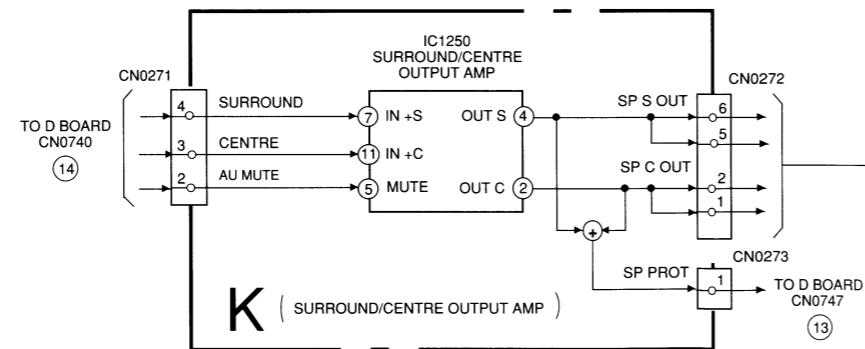 IC1250
SURROUND/CENTRE
OUTPUT AMP
CN0271
CN0272
TO D BOARD
CN0740
14
4 SURROUND
3 CENTRE
2 AU MUTE
7 IN +S
11 IN +C
5 MUTE
OUT S 4
OUT C 2
SP S OUT
6
5
SP C OUT
2
1
+
CN0273
SP PROT
1
TO D BOARD
CN0747
13
K ( SURROUND/CENTRE OUTPUT AMP )